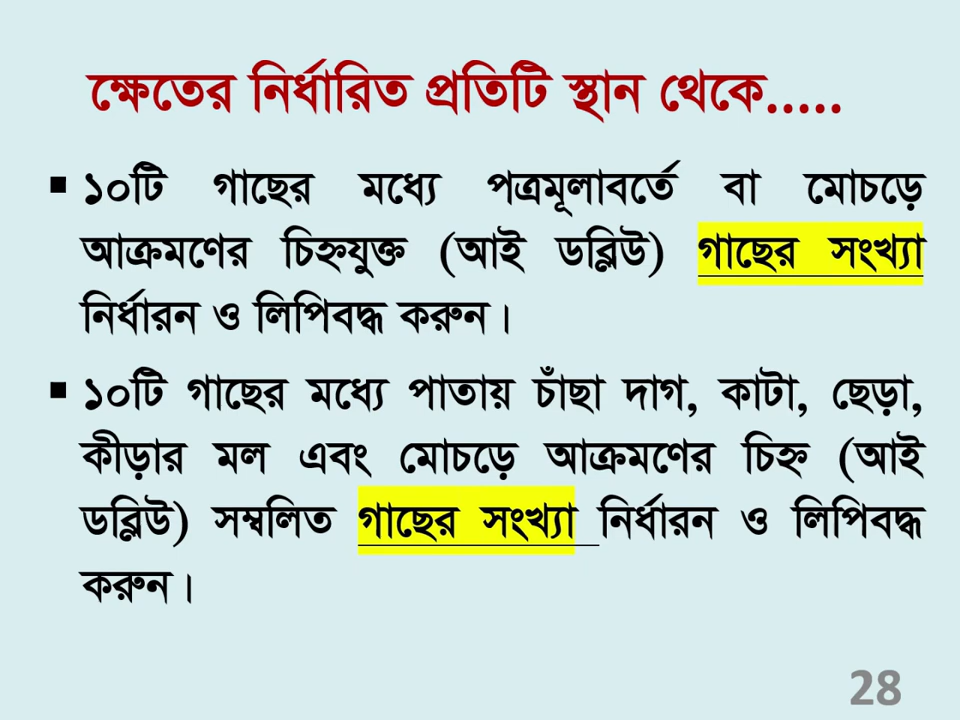 ক্ষেতের নির্ধারিত প্রতিটি স্থান থেকে.....
▪ ১০টি গাছের মধ্যে পত্রমূলাবর্তে বা মোচড়ে
আক্রমণের চিহ্নযুক্ত (আই ডব্লিউ) গাছের সংখ্যা
নির্ধারন ও লিপিবদ্ধ করুন।
▪ ১০টি গাছের মধ্যে পাতায় চাঁছা দাগ, কাটা, ছেড়া,
কীড়ার মল এবং মোচড়ে আক্রমণের চিহ্ন (আই
ডব্লিউ) সম্বলিত গাছের সংখ্যা নির্ধারন ও লিপিবদ্ধ
করুন।
28